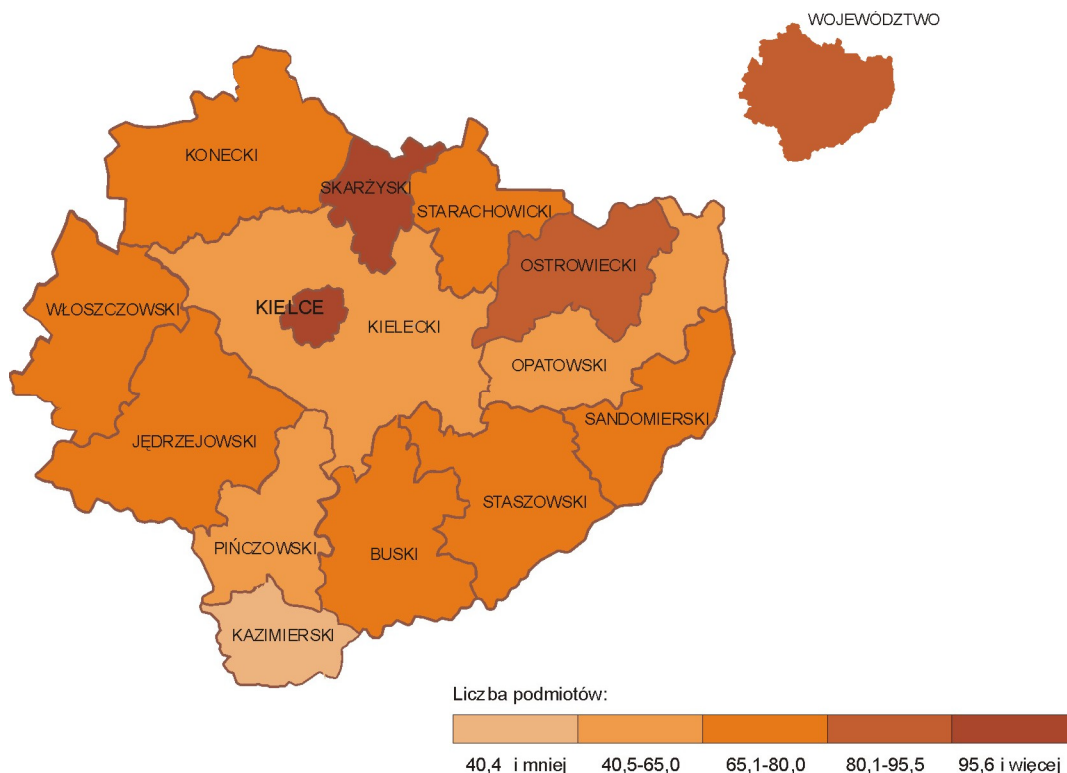 WOJEWÓDZTWO
KONECKI
SKARŻYSKI
STARACHOWICKI
OSTROWIECKI
WŁOSZCZOWSKI
KIELCE
KIELECKI
OPATOWSKI
SANDOMIERSKI
JĘDRZEJOWSKI
STASZOWSKI
PIŃCZOWSKI
BUSKI
KAZIMIERSKI
Liczba podmiotów:
40,4 i mniej 40,5-65,0 65,1-80,0 80,1-95,5 95,6 i więcej